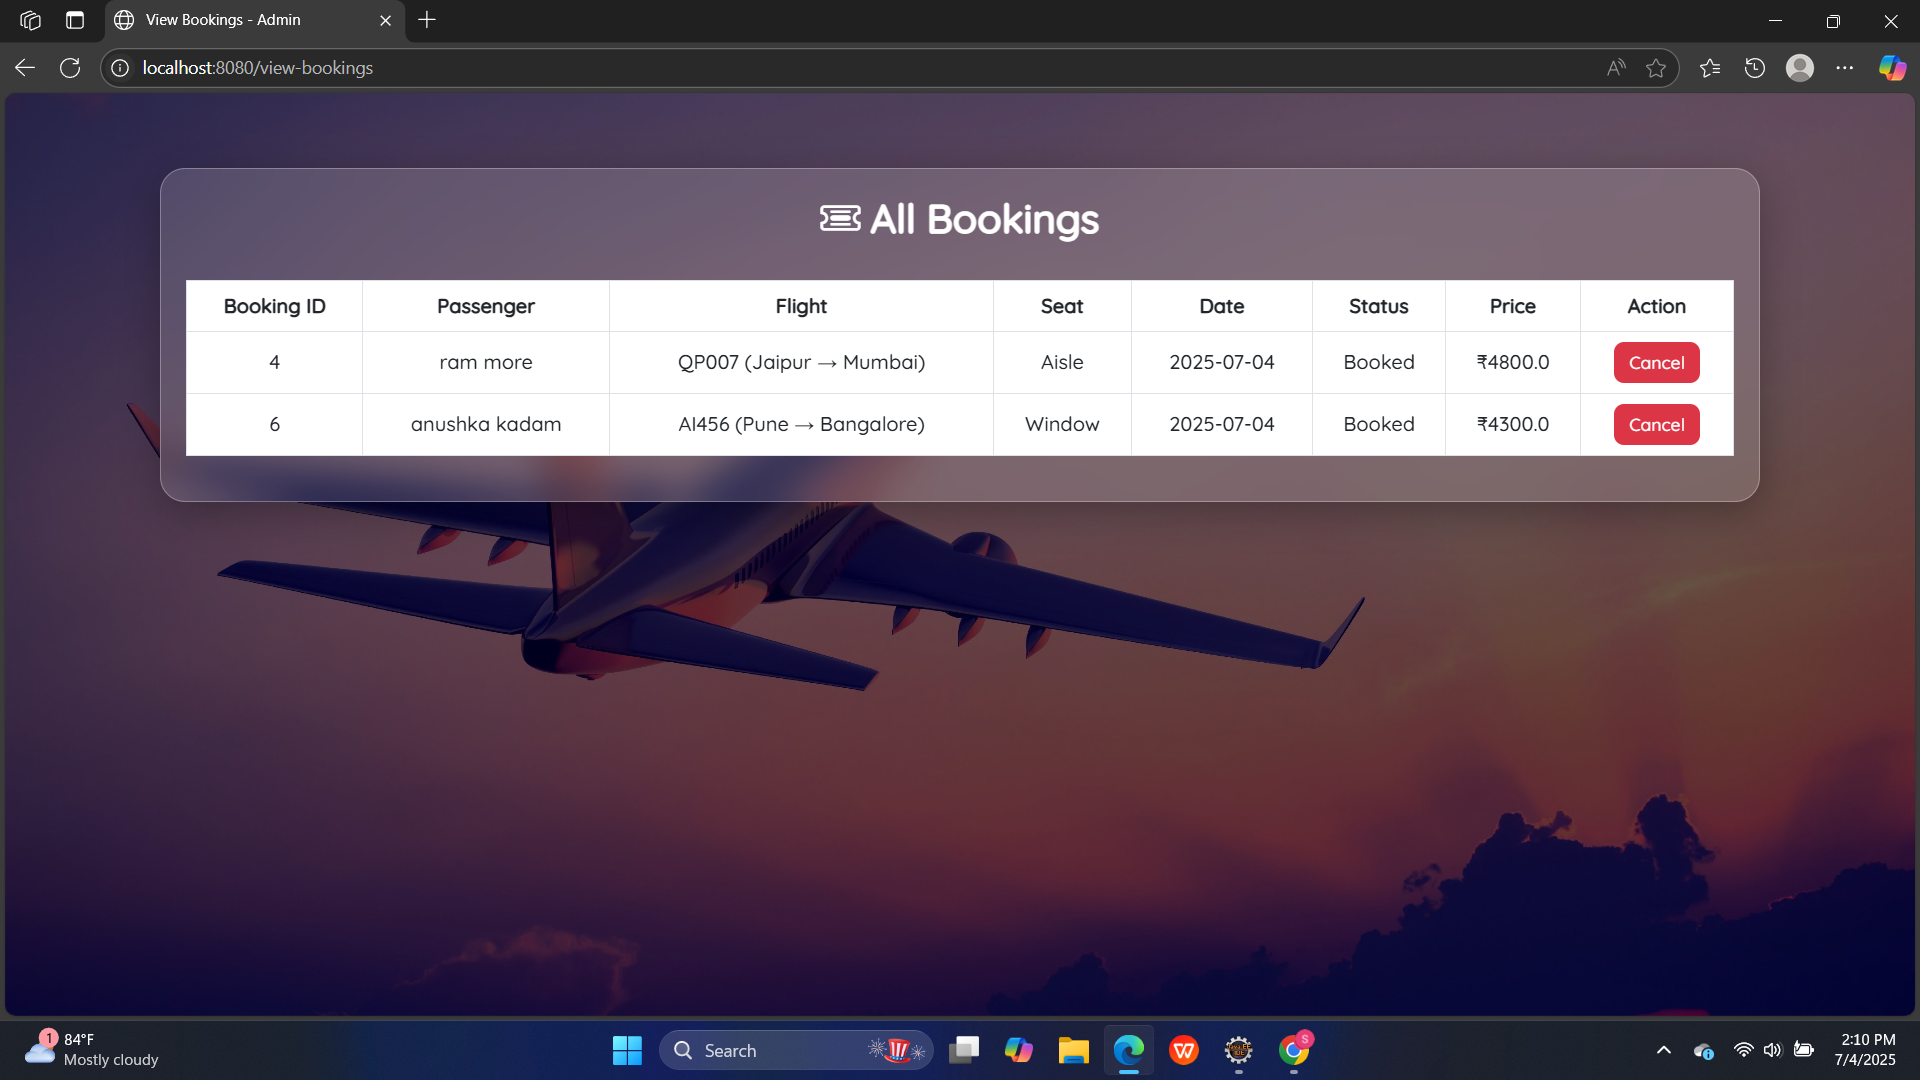 View Bookings - Admin
localhost:8080/view-bookings
All Bookings
Booking ID Passenger Flight Seat Date Status Price Action
4 ram more QP007 (Jaipur → Mumbai) Aisle 2025-07-04 Booked ₹4800.0 Cancel
6 anushka kadam AI456 (Pune → Bangalore) Window 2025-07-04 Booked ₹4300.0 Cancel
1
84°F
Mostly cloudy
Search
S
2:10 PM
7/4/2025